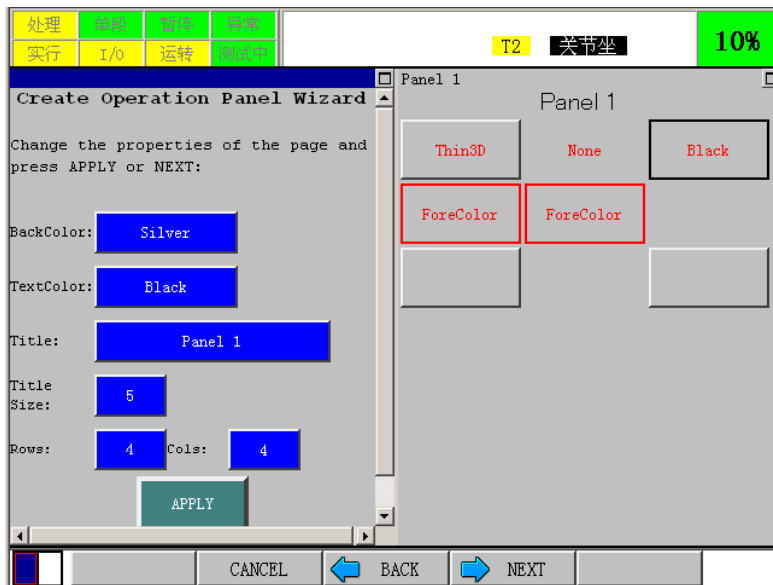 处理 单段 暂停 异常
实行 I/O 运转 测试中
T2 关节坐 10%
Create Operation Panel Wizard
Change the properties of the page and
press APPLY or NEXT:
BackColor: Silver
TextColor: Black
Title: Panel 1
Title
Size: 5
Rows: 4 Cols: 4
APPLY
Panel 1
Panel 1
Thin3D None Black
ForeColor ForeColor
CANCEL BACK NEXT